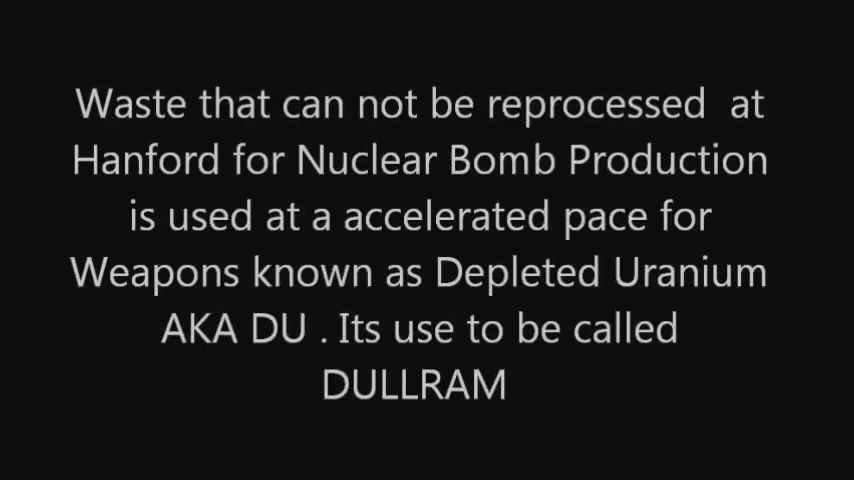 Waste that can not be reprocessed  at
Hanford for Nuclear Bomb Production
is used at a accelerated pace for
Weapons known as Depleted Uranium
AKA DU . Its use to be called
DULLRAM